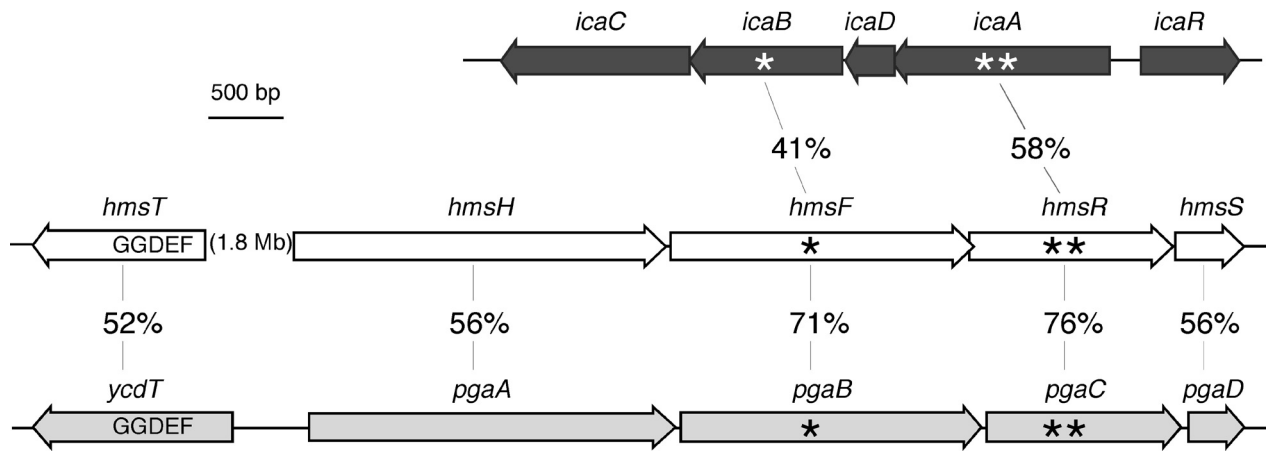 icaC icaB icaD icaA icaR
* **
500 bp
41% 58%
hmsT hmsH hmsF hmsR hmsS
GGDEF (1.8 Mb) * **
52% 56% 71% 76% 56%
ycdT pgaA pgaB pgaC pgaD
GGDEF * **